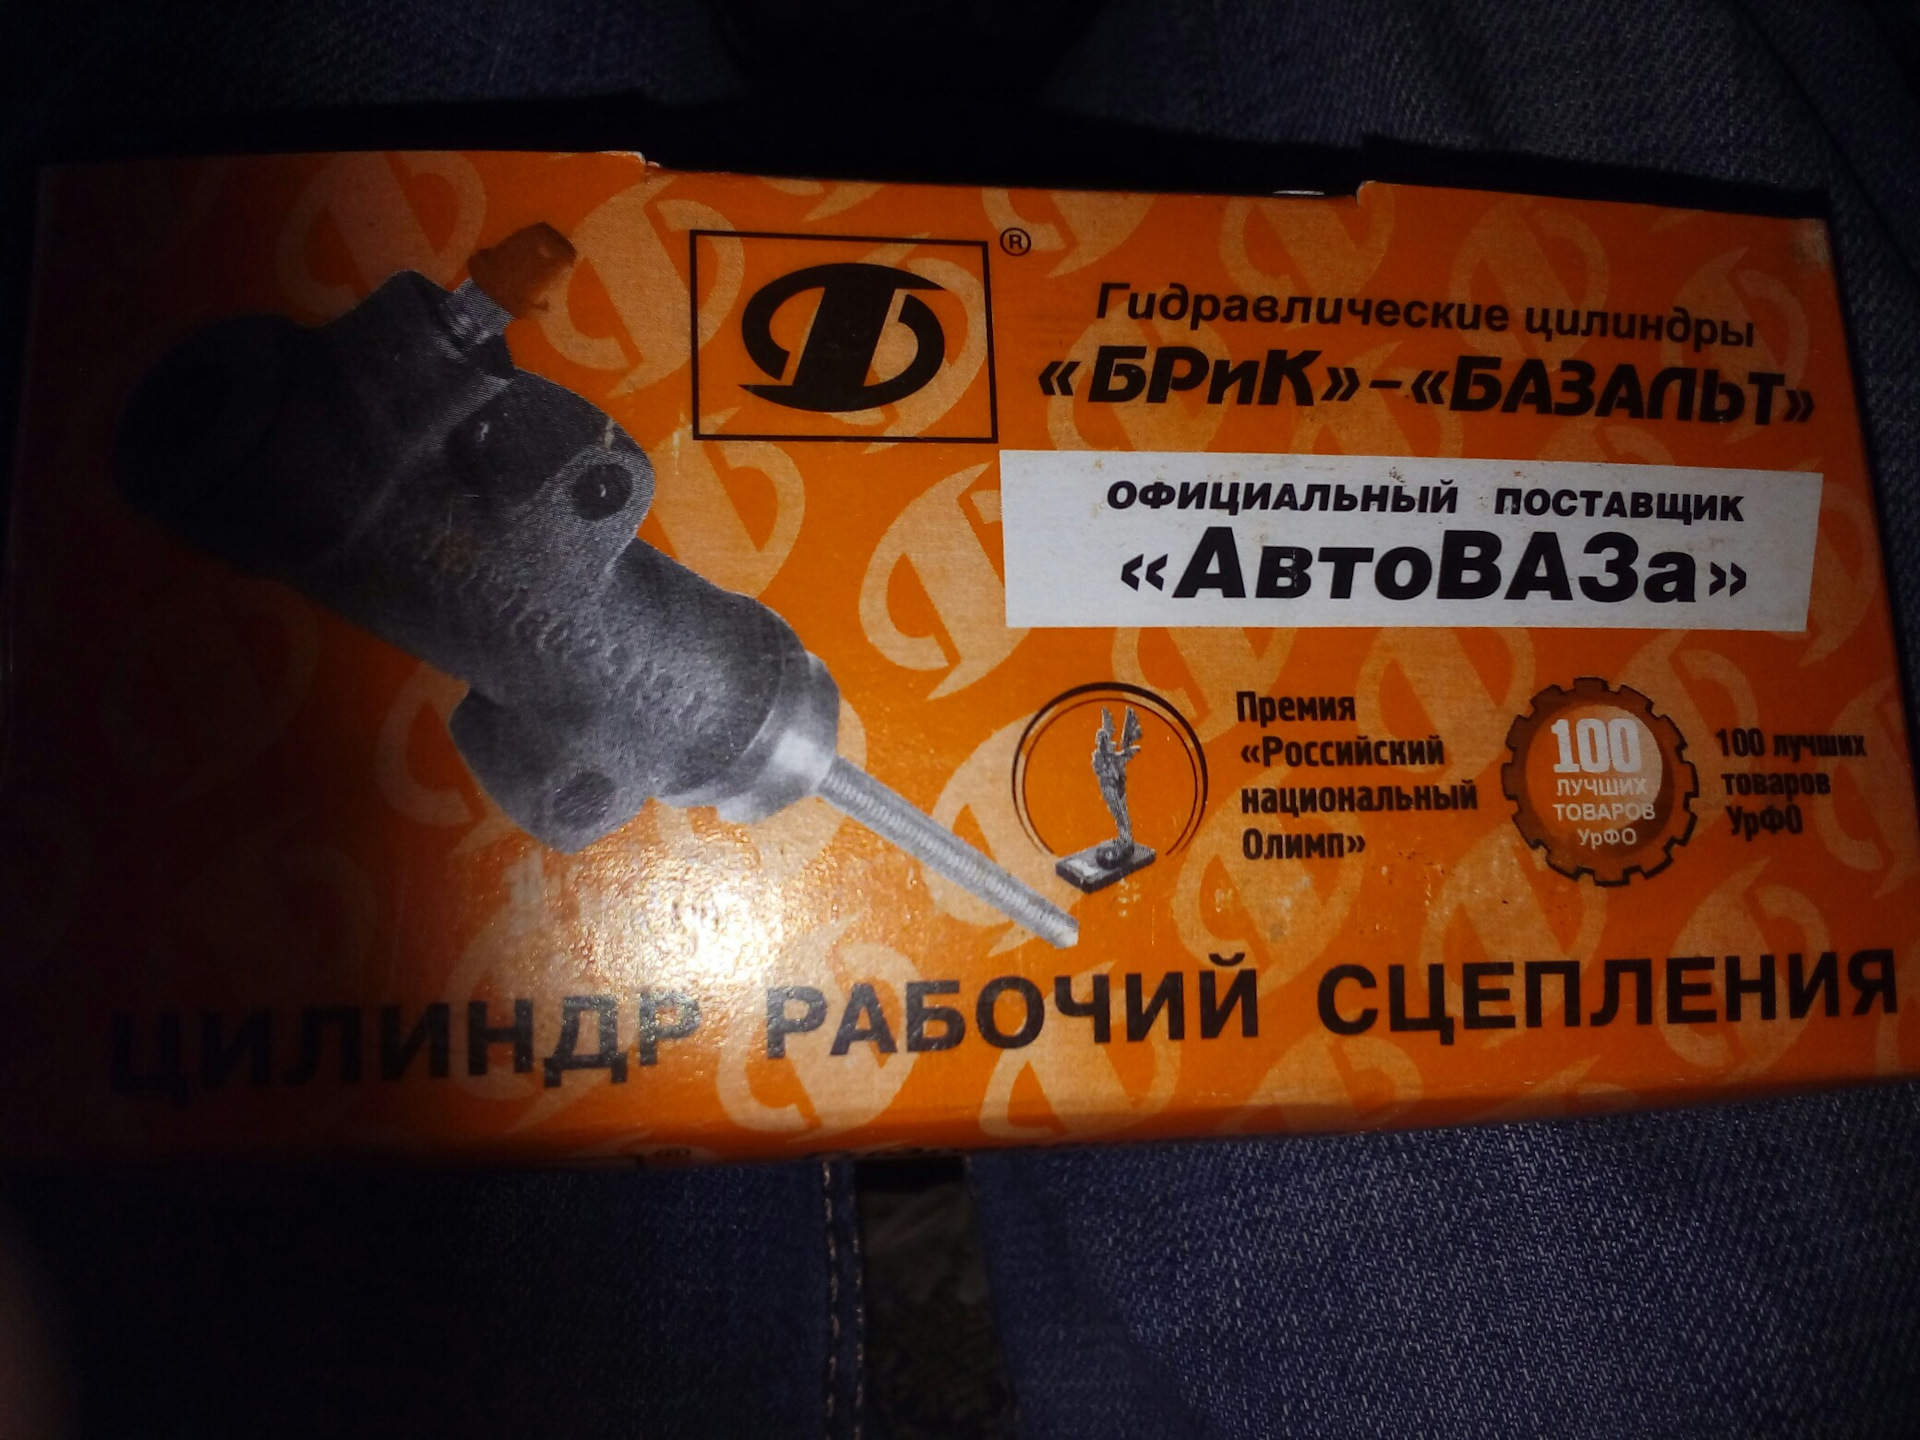 ®
Гидравлические цилиндры
«БРиК»-«БАЗАЛЬТ»
ОФИЦИАЛЬНЫЙ ПОСТАВЩИК
«АвтоВАЗа»
Премия
«Российский
национальный
Олимп»
100
ЛУЧШИХ
ТОВАРОВ
УрФО
100 лучших
товаров
УрФО
ЦИЛИНДР РАБОЧИЙ СЦЕПЛЕНИЯ